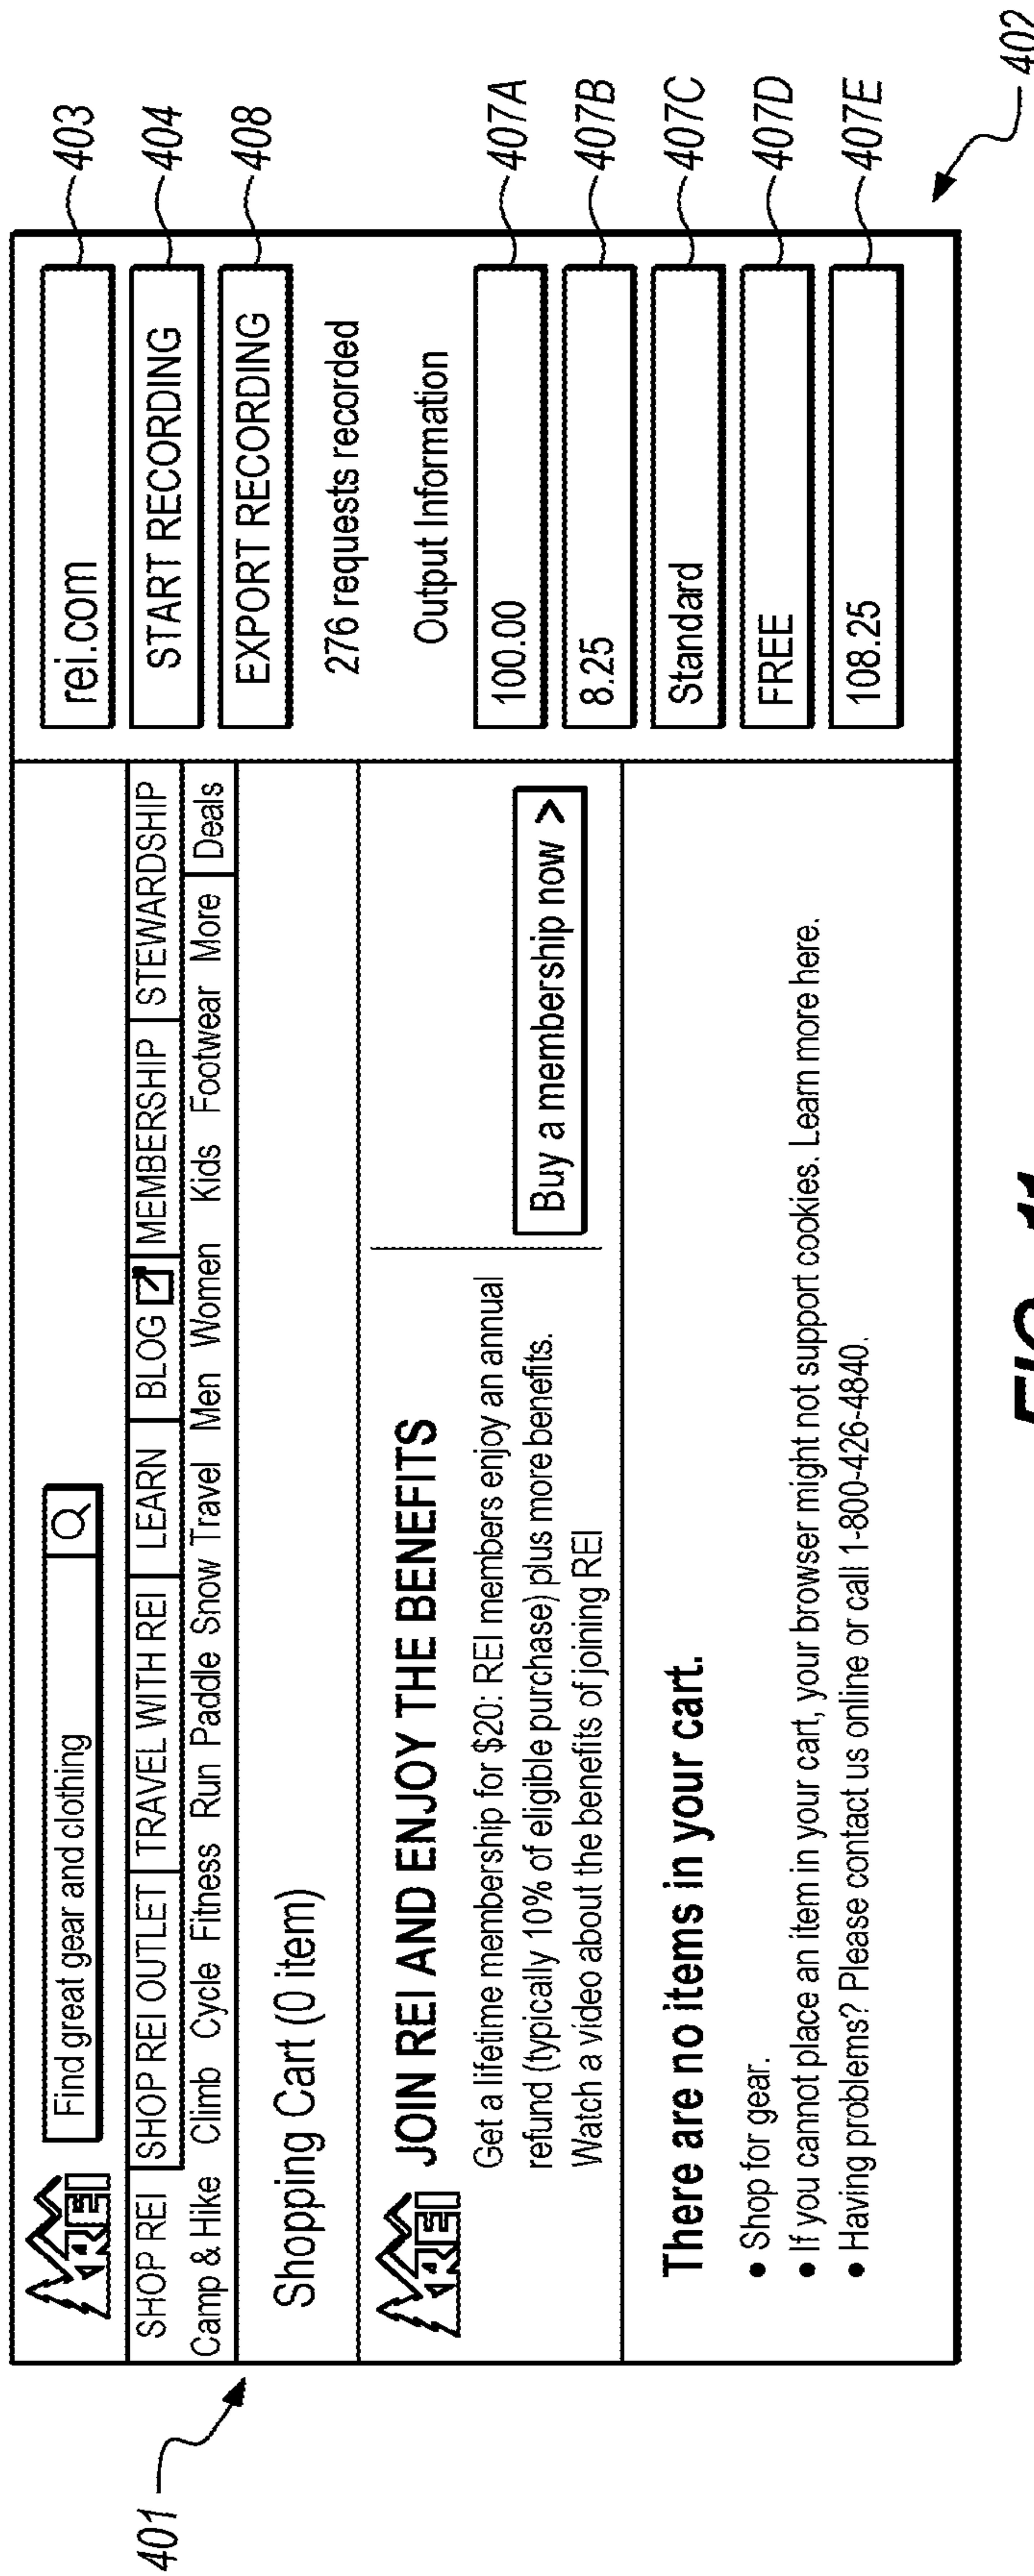 401
REI
Find great gear and clothing
SHOP REI SHOP REI OUTLET TRAVEL WITH REI LEARN BLOG MEMBERSHIP STEWARDSHIP
Camp & Hike Climb Cycle Fitness Run Paddle Snow Travel Men Women Kids Footwear More Deals
Shopping Cart (0 item)
REI
JOIN REI AND ENJOY THE BENEFITS
Get a lifetime membership for $20: REI members enjoy an annual
refund (typically 10% of eligible purchase) plus more benefits.
Watch a video about the benefits of joining REI
Buy a membership now >
There are no items in your cart.
• Shop for gear.
• If you cannot place an item in your cart, your browser might not support cookies. Learn more here.
• Having problems? Please contact us online or call 1-800-426-4840.
rei.com 403
START RECORDING 404
EXPORT RECORDING 408
276 requests recorded
Output Information
100.00 407A
8.25 407B
Standard 407C
FREE 407D
108.25 407E
402
FIG. 11